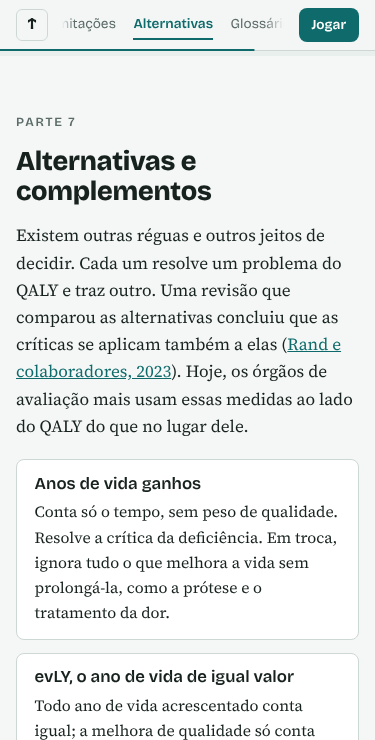 ↑ nitações Alternativas Glossári Jogar
PARTE 7
Alternativas e
complementos
Existem outras réguas e outros jeitos de
decidir. Cada um resolve um problema do
QALY e traz outro. Uma revisão que
comparou as alternativas concluiu que as
críticas se aplicam também a elas (Rand e
colaboradores, 2023). Hoje, os órgãos de
avaliação mais usam essas medidas ao lado
do QALY do que no lugar dele.
Anos de vida ganhos
Conta só o tempo, sem peso de qualidade.
Resolve a crítica da deficiência. Em troca,
ignora tudo o que melhora a vida sem
prolongá-la, como a prótese e o
tratamento da dor.
evLY, o ano de vida de igual valor
Todo ano de vida acrescentado conta
igual; a melhora de qualidade só conta